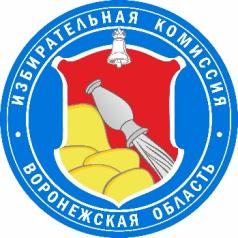 ИЗБИРАТЕЛЬНАЯ КОМИССИЯ
ВОРОНЕЖСКАЯ ОБЛАСТЬ